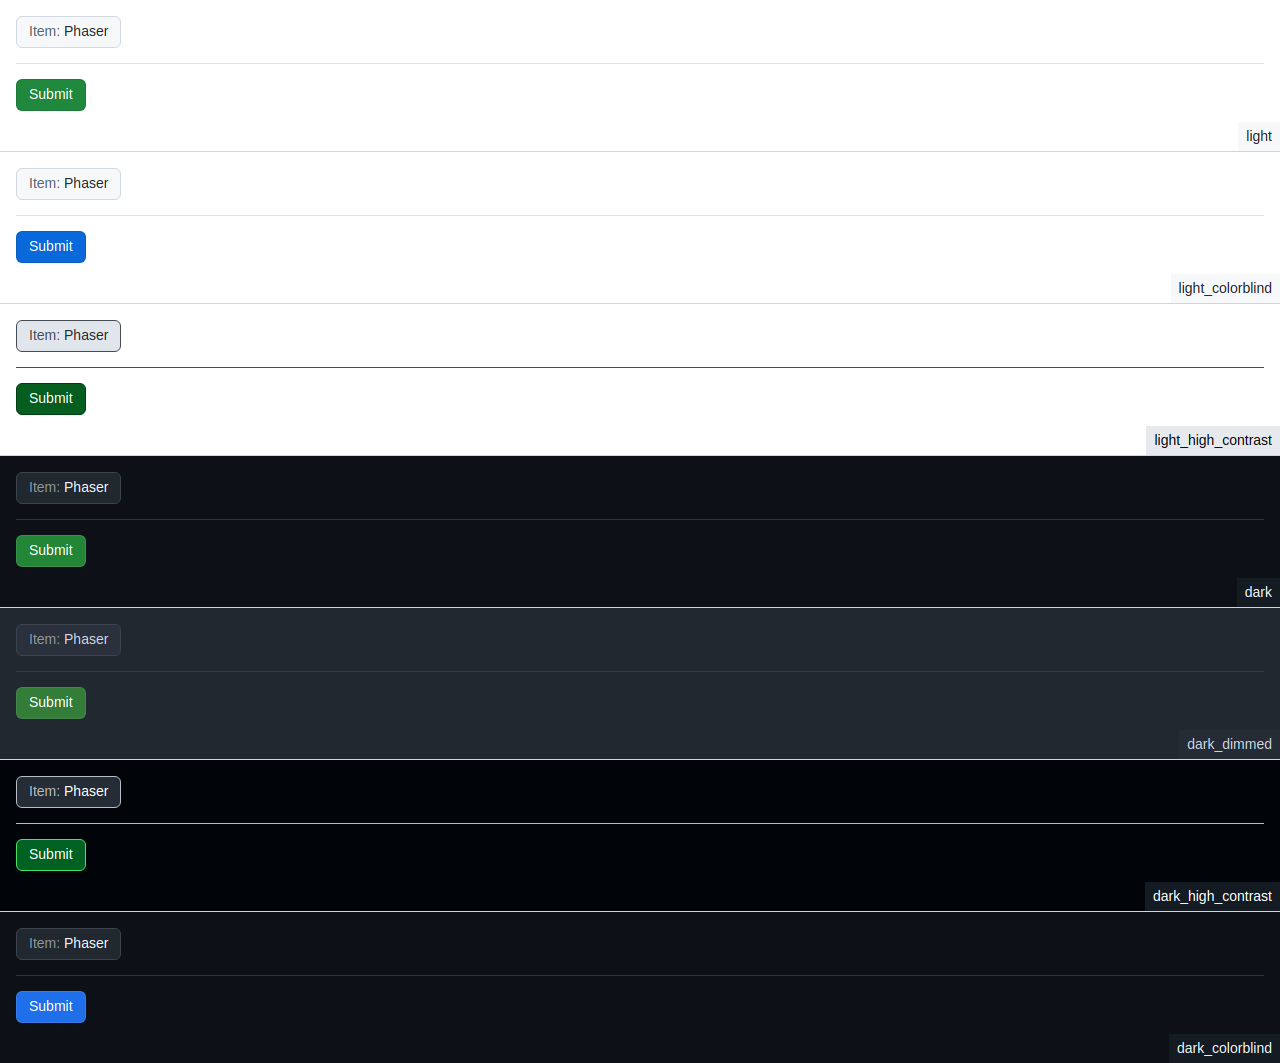 Item: Phaser
Submit
light
Item: Phaser
Submit
light_colorblind
Item: Phaser
Submit
light_high_contrast
Item: Phaser
Submit
dark
Item: Phaser
Submit
dark_dimmed
Item: Phaser
Submit
dark_high_contrast
Item: Phaser
Submit
dark_colorblind